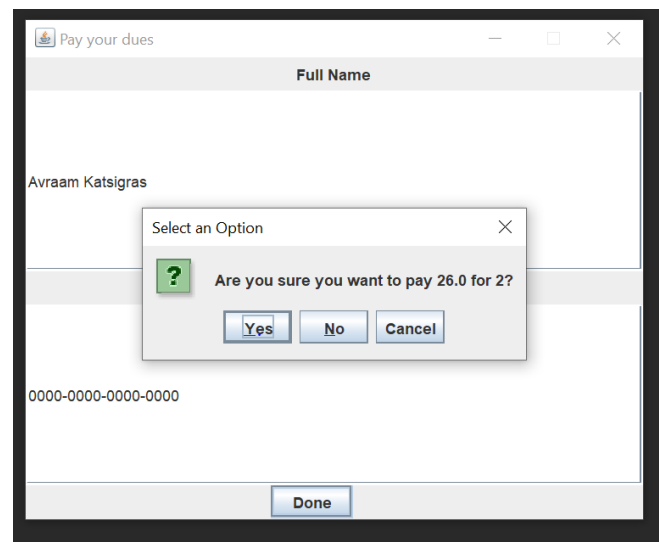 Pay your dues
Full Name
Avraam Katsigras
Select an Option
? Are you sure you want to pay 26.0 for 2?
Yes No Cancel
0000-0000-0000-0000
Done